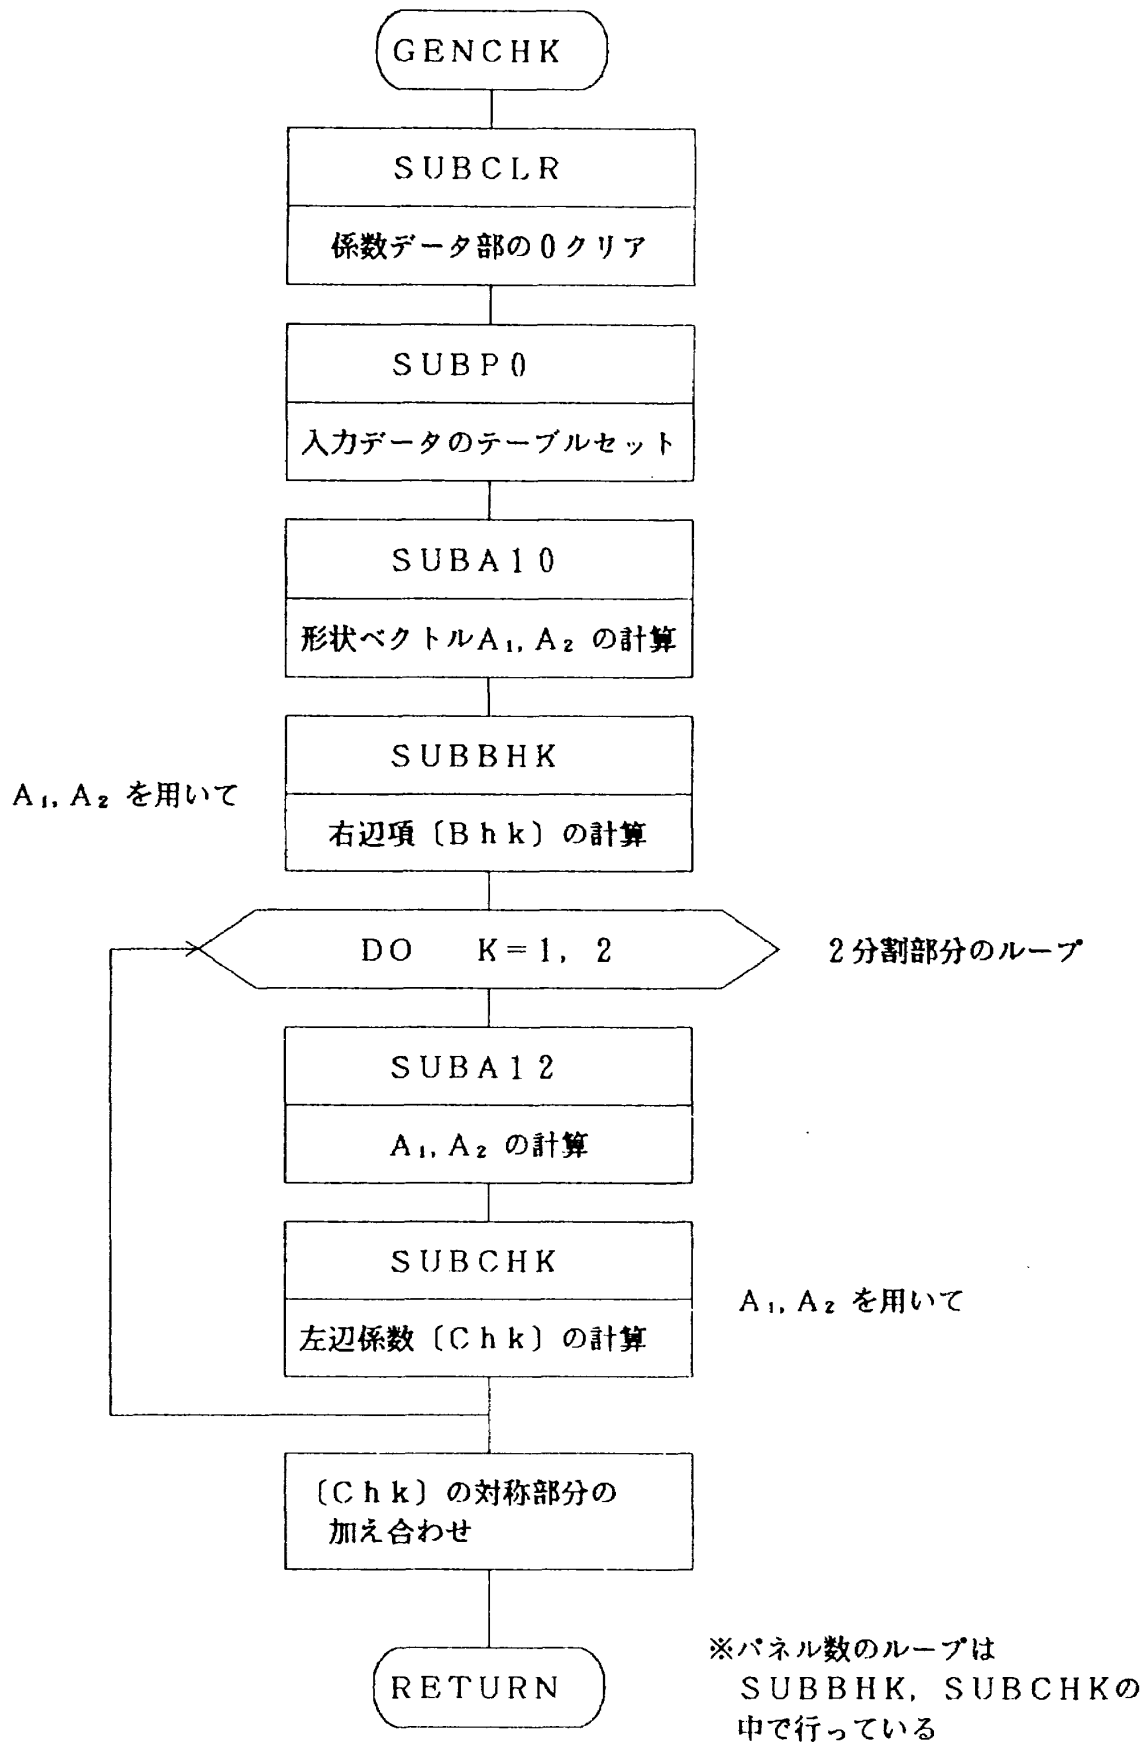 GENCHK
SUBCLR
係数データ部の0クリア
SUBP0
入力データのテーブルセット
SUBA10
形状ベクトルA₁, A₂ の計算
SUBBHK
A₁, A₂ を用いて
右辺項〔Bhk〕の計算
DO K=1, 2
2分割部分のループ
SUBA12
A₁, A₂ の計算
SUBCHK
A₁, A₂ を用いて
左辺係数〔Chk〕の計算
〔Chk〕の対称部分の
加え合わせ
RETURN
※パネル数のループは
SUBBHK, SUBCHKの
中で行っている